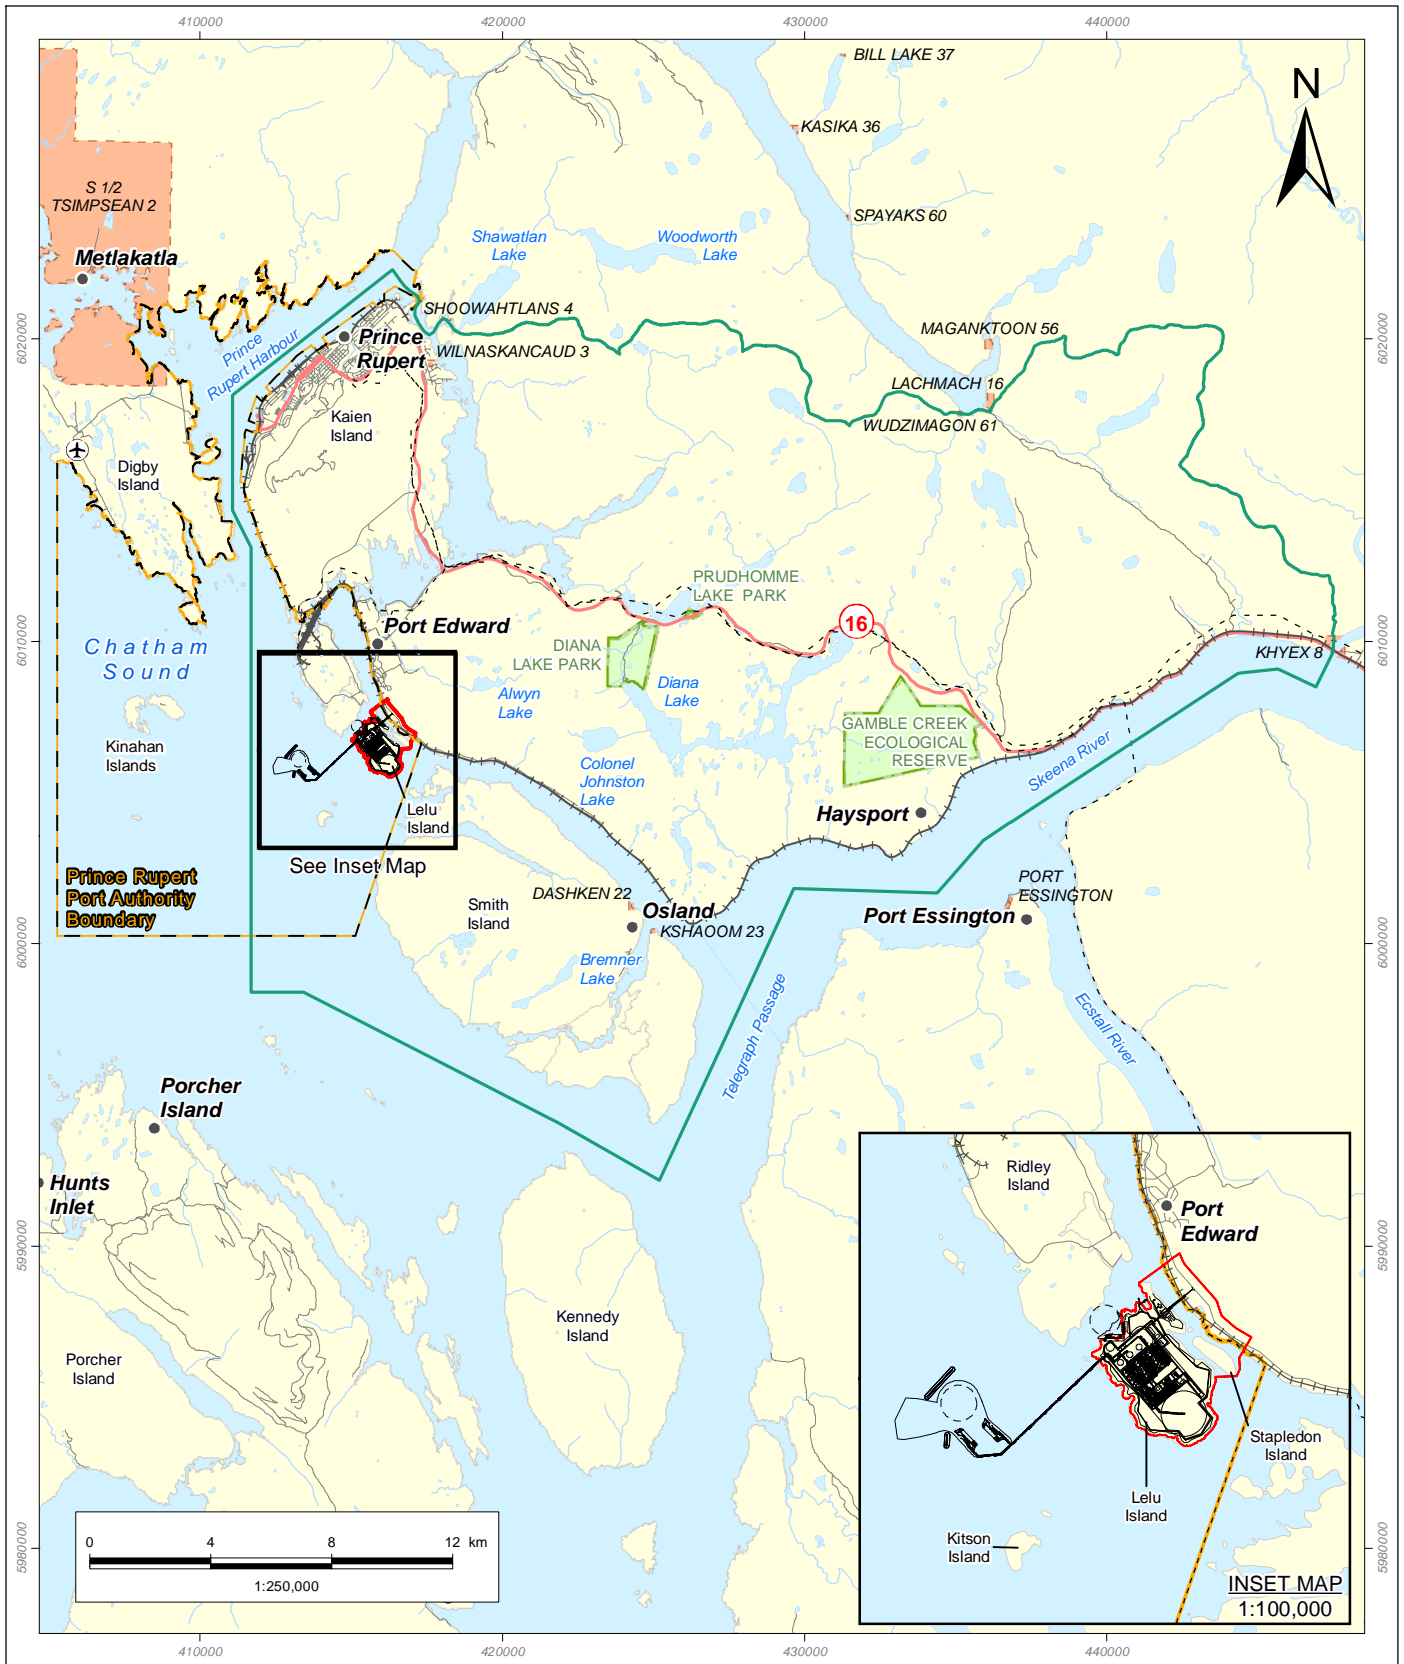 410000
420000
430000
440000
BILL LAKE 37
N
KASIKA 36
S 1/2
TSIMPSEAN 2
SPAYAKS 60
Metlakatla
Shawatlan
Lake
Woodworth
Lake
SHOOWAHTLANS 4
MAGANKTOON 56
6020000
6020000
Prince
Rupert Harbour
Prince
Rupert
WILNASKANCAUD 3
LACHMACH 16
WUDZIMAGON 61
Kaien
Island
Digby
Island
PRUDHOMME
LAKE PARK
16
Port Edward
6010000
6010000
Chatham
Sound
DIANA
LAKE PARK
KHYEX 8
Alwyn
Lake
Diana
Lake
Kinahan
Islands
GAMBLE CREEK
ECOLOGICAL
RESERVE
Skeena River
Colonel
Johnston
Lake
Lelu
Island
Haysport
See Inset Map
Prince Rupert
Port Authority
Boundary
DASHKEN 22
Smith
Island
Osland
KSHAOOM 23
PORT
ESSINGTON
Port Essington
6000000
6000000
Bremner
Lake
Telegraph Passage
Ecstall River
Porcher
Island
Hunts
Inlet
5990000
5990000
Ridley
Island
Port
Edward
Kennedy
Island
Porcher
Island
Stapledon
Island
Lelu
Island
Kitson
Island
5980000
5980000
0 4 8 12 km
1:250,000
INSET MAP
1:100,000
410000
420000
430000
440000